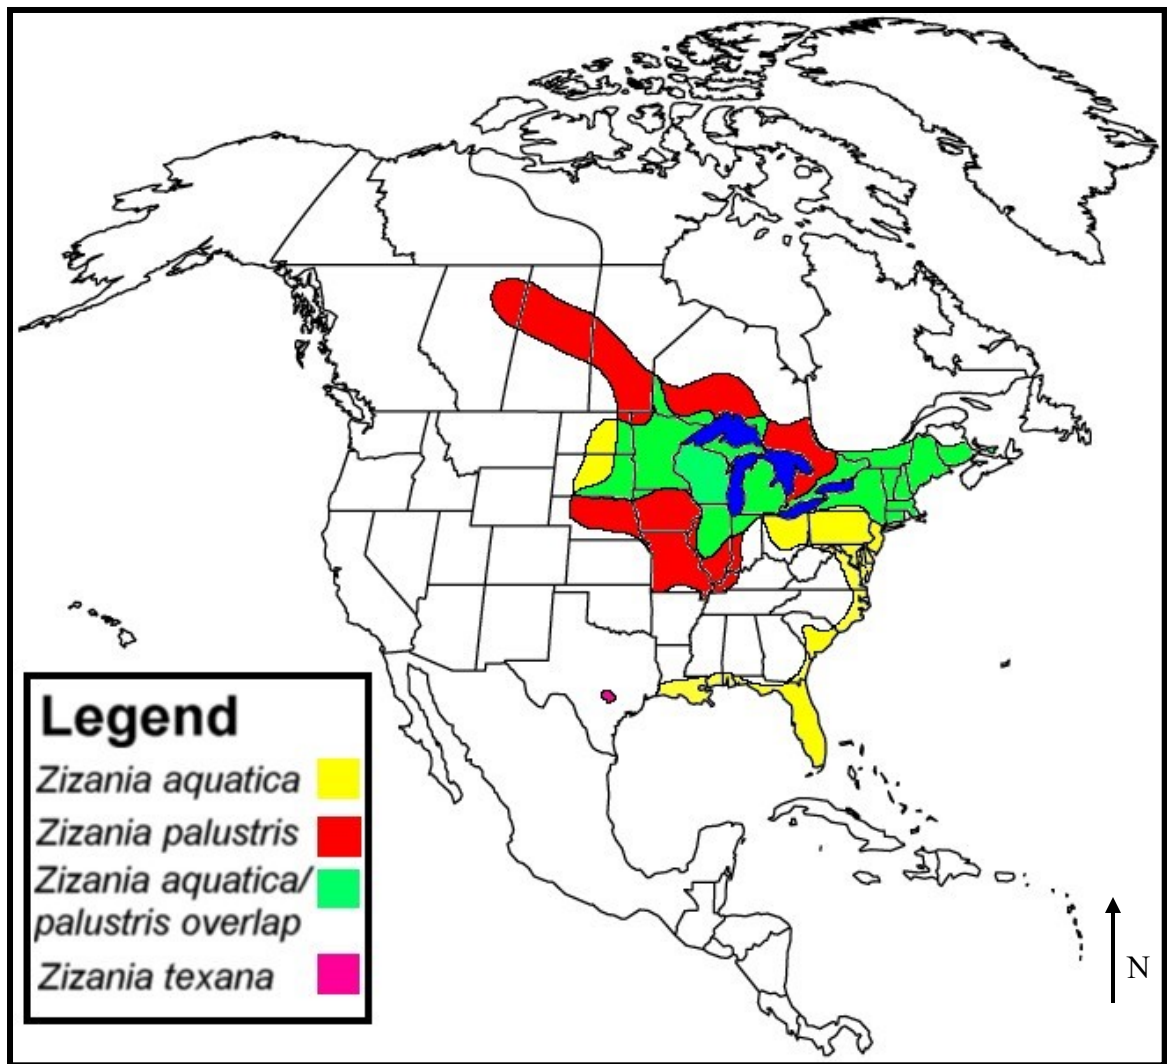 Legend
Zizania aquatica
Zizania palustris
Zizania aquatica/
palustris overlap
Zizania texana
N